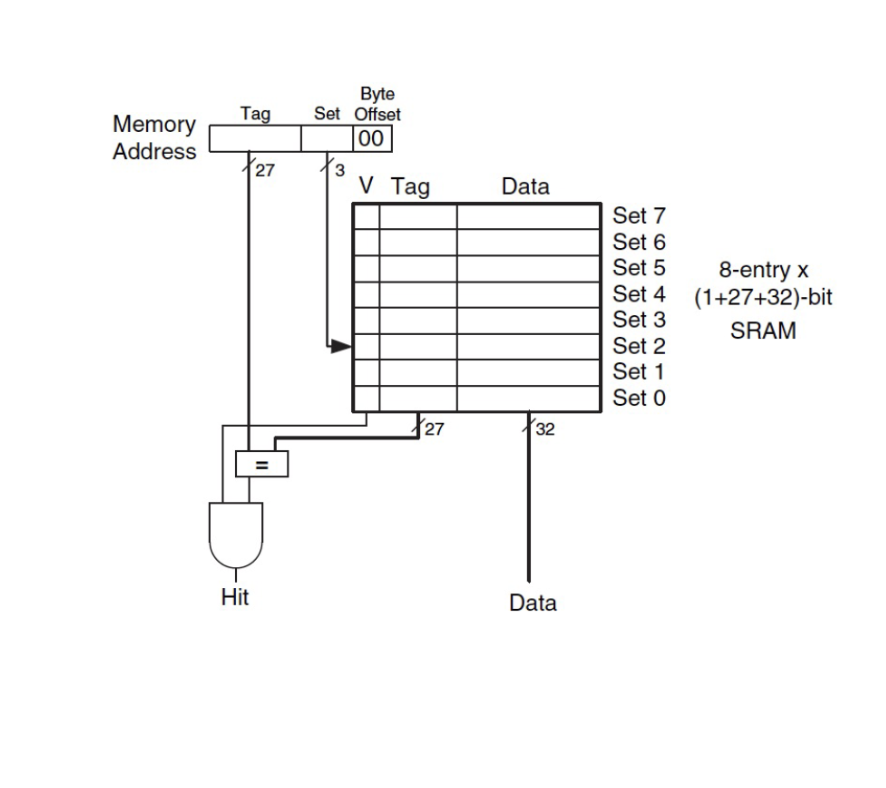 Byte
Tag Set Offset
Memory
Address
00
27
3
V Tag Data
Set 7
Set 6
Set 5
Set 4
Set 3
Set 2
Set 1
Set 0
8-entry x
(1+27+32)-bit
SRAM
27
32
=
Hit
Data